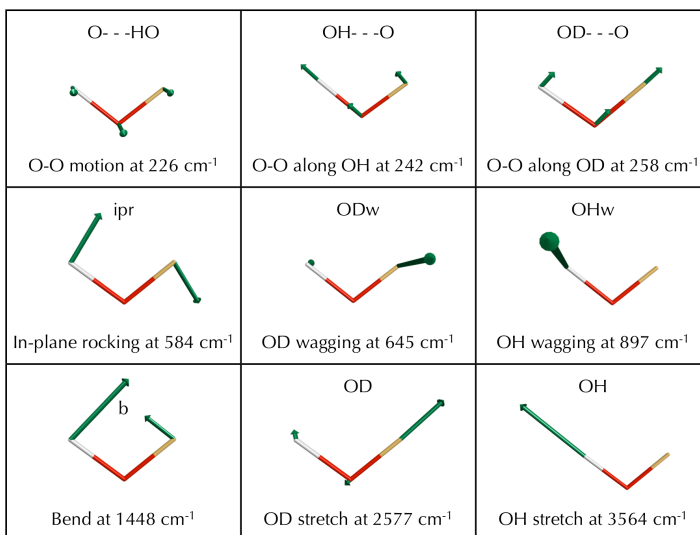 O- - -HO
O-O motion at 226 cm⁻¹
OH- - -O
O-O along OH at 242 cm⁻¹
OD- - -O
O-O along OD at 258 cm⁻¹
ipr
In-plane rocking at 584 cm⁻¹
ODw
OD wagging at 645 cm⁻¹
OHw
OH wagging at 897 cm⁻¹
b
Bend at 1448 cm⁻¹
OD
OD stretch at 2577 cm⁻¹
OH
OH stretch at 3564 cm⁻¹